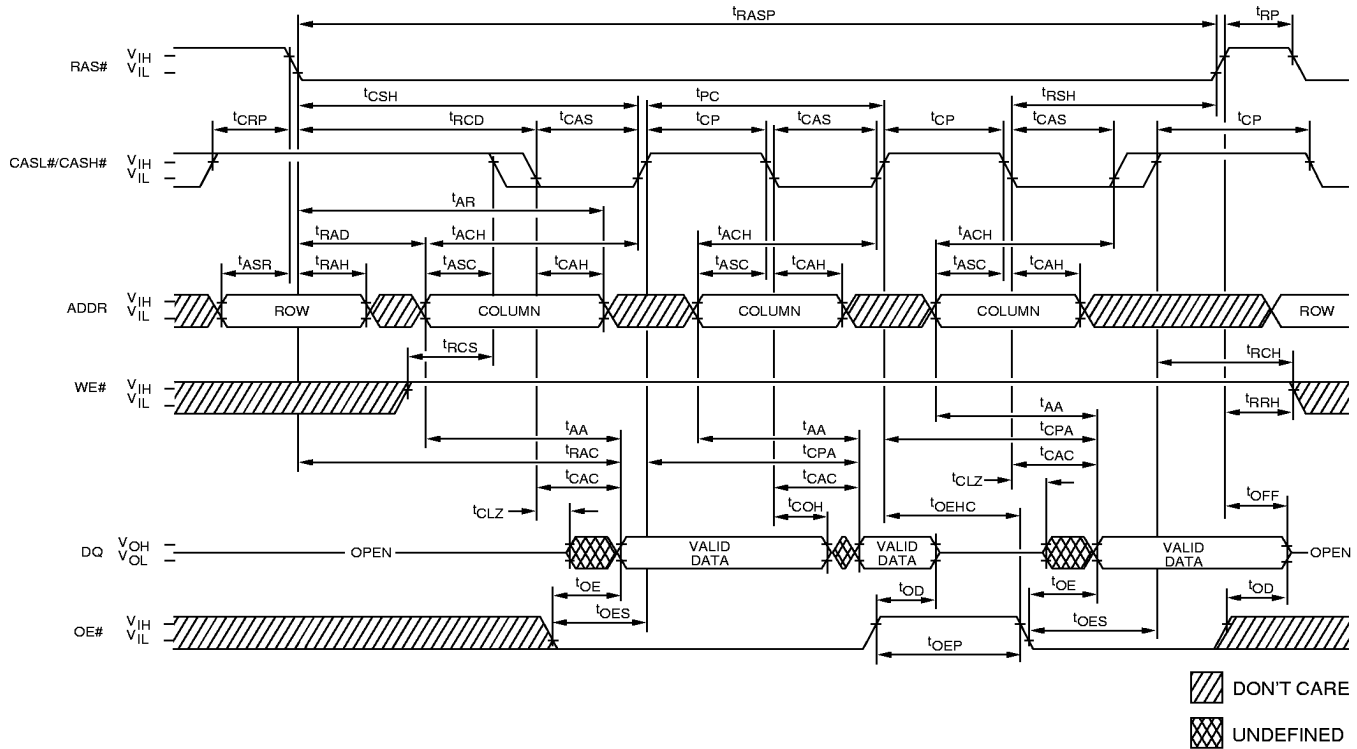 tRASP tRP
RAS# VIH
VIL
tCSH tPC tRSH
tCRP tRCD tCAS tCP tCAS tCP tCAS tCP
CASL#/CASH# VIH
VIL
tAR
tRAD tACH tACH tACH
tASR tRAH tASC tCAH tASC tCAH tASC tCAH
ADDR VIH
VIL
ROW COLUMN COLUMN COLUMN ROW
tRCS tRCH
WE# VIH
VIL
tRRH
tAA tAA tAA
tRAC tCPA tCPA
tCAC tCAC tCAC
tCLZ tCOH tOEHC tCLZ tOFF
DQ VOH
VOL
OPEN VALID DATA VALID DATA VALID DATA OPEN
tOE tOD tOE tOD
tOES tOES
OE# VIH
VIL
tOEP
DON'T CARE
UNDEFINED